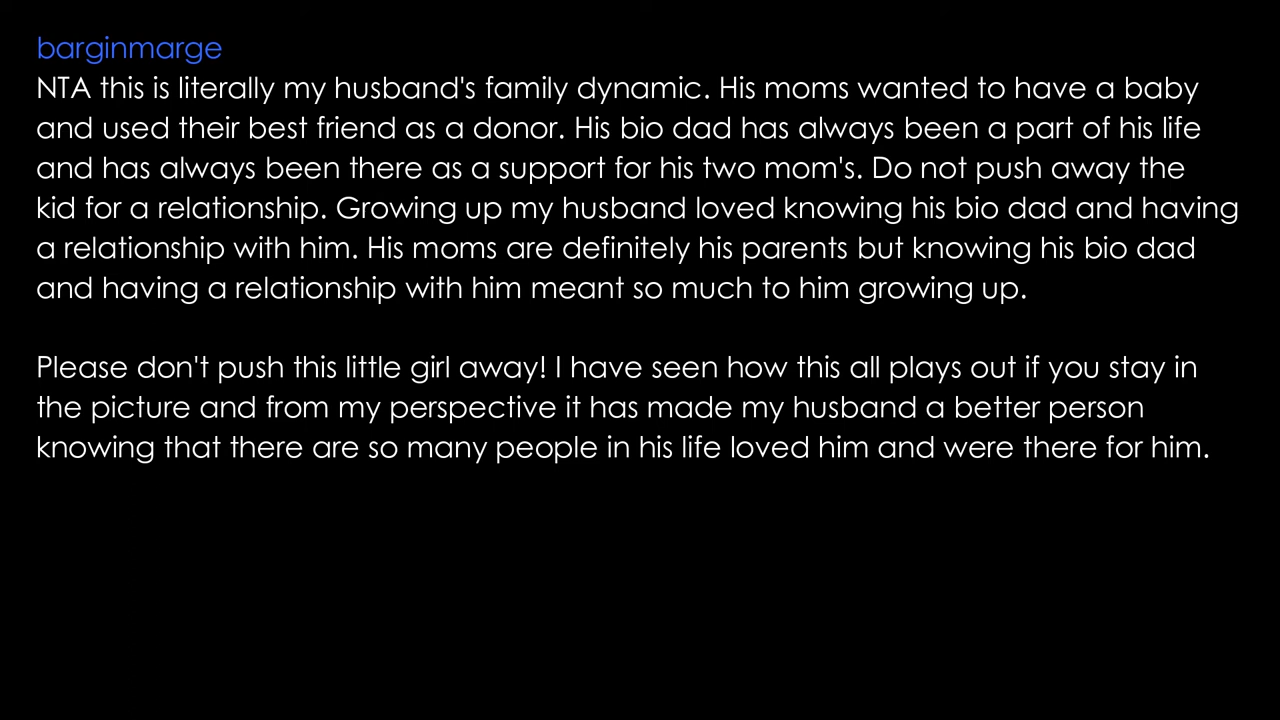 barginmarge
NTA this is literally my husband's family dynamic. His moms wanted to have a baby
and used their best friend as a donor. His bio dad has always been a part of his life
and has always been there as a support for his two mom's. Do not push away the
kid for a relationship. Growing up my husband loved knowing his bio dad and having
a relationship with him. His moms are definitely his parents but knowing his bio dad
and having a relationship with him meant so much to him growing up.
Please don't push this little girl away! I have seen how this all plays out if you stay in
the picture and from my perspective it has made my husband a better person
knowing that there are so many people in his life loved him and were there for him.